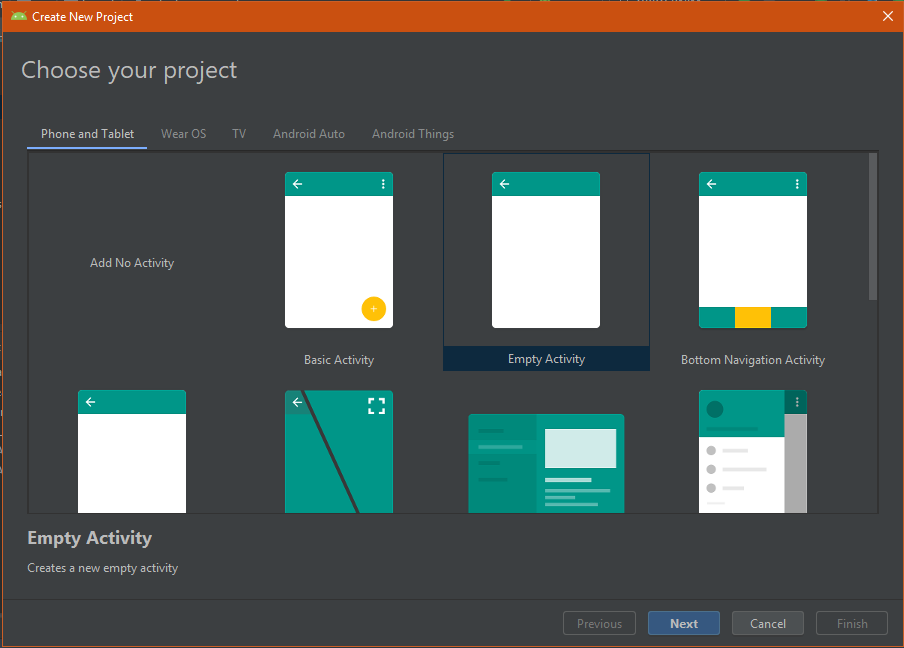 Create New Project
Choose your project
Phone and Tablet
Wear OS
TV
Android Auto
Android Things
Add No Activity
Basic Activity
Empty Activity
Bottom Navigation Activity
Empty Activity
Creates a new empty activity
Previous
Next
Cancel
Finish